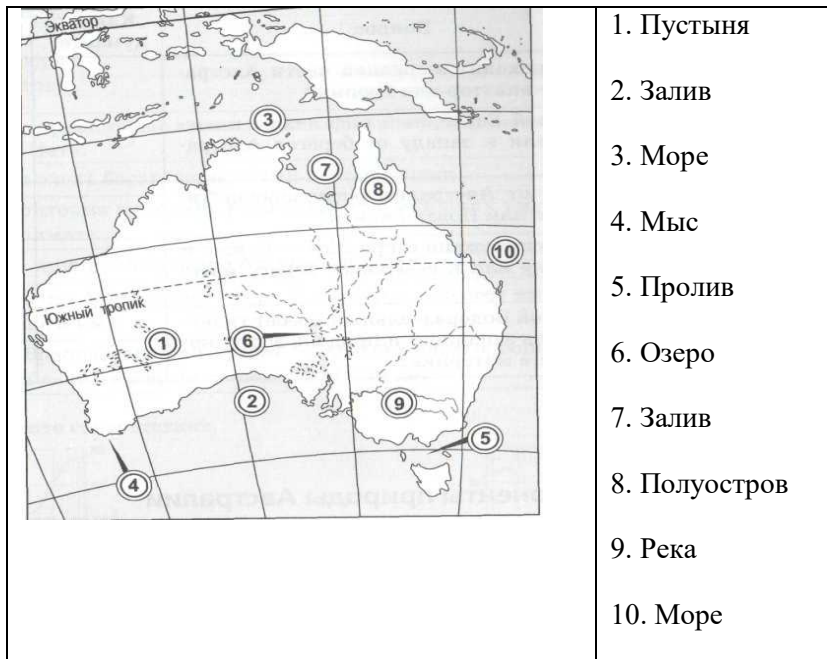 Экватор
3
7
8
10
Южный тропик
1
6
2
9
5
4
1. Пустыня
2. Залив
3. Море
4. Мыс
5. Пролив
6. Озеро
7. Залив
8. Полуостров
9. Река
10. Море